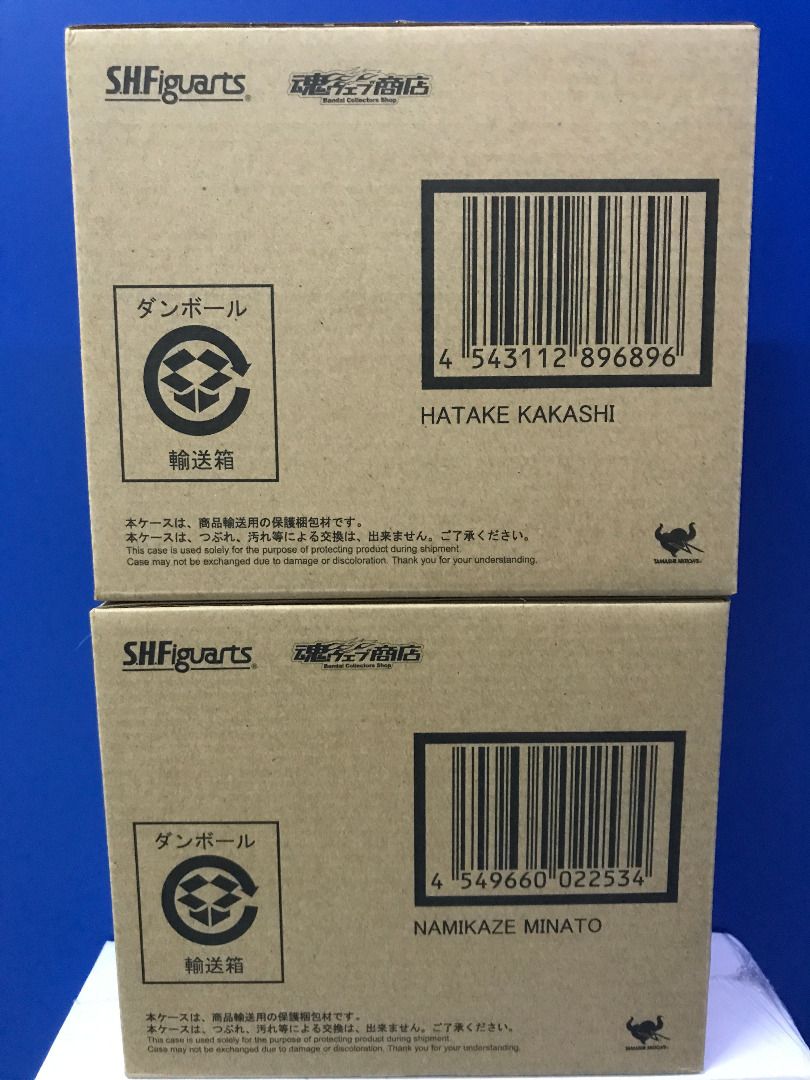 S.H.Figuarts® 魂ウェブ商店
Bandai Collectors Shop
4 543112 896896
HATAKE KAKASHI
ダンボール
輸送箱
本ケースは、商品輸送用の保護梱包材です。
本ケースは、つぶれ、汚れ等による交換は、出来ません。ご了承ください。
This case is used solely for the purpose of protecting product during shipment.
Case may not be exchanged due to damage or discoloration. Thank you for your understanding.
TAMASHII NATIONS
S.H.Figuarts® 魂ウェブ商店
Bandai Collectors Shop
4 549660 022534
NAMIKAZE MINATO
ダンボール
輸送箱
本ケースは、商品輸送用の保護梱包材です。
本ケースは、つぶれ、汚れ等による交換は、出来ません。ご了承ください。
This case is used solely for the purpose of protecting product during shipment.
Case may not be exchanged due to damage or discoloration. Thank you for your understanding.
TAMASHII NATIONS